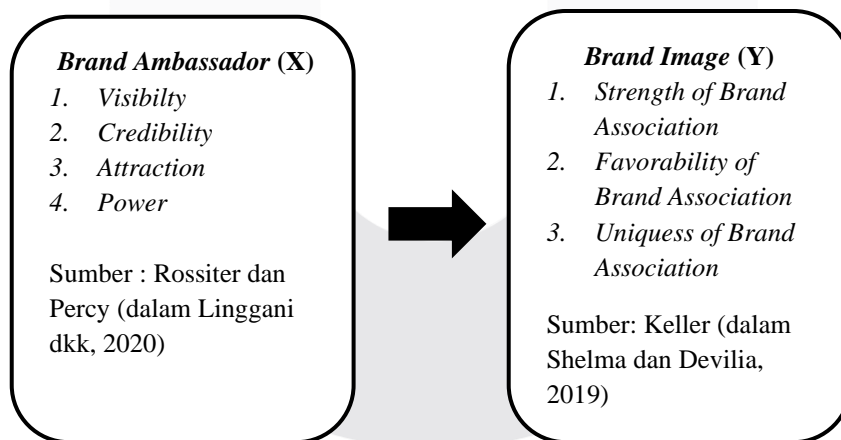 Brand Ambassador (X)
1. Visibilty
2. Credibility
3. Attraction
4. Power
Sumber : Rossiter dan
Percy (dalam Linggani
dkk, 2020)
Brand Image (Y)
1. Strength of Brand
Association
2. Favorability of
Brand Association
3. Uniquess of Brand
Association
Sumber: Keller (dalam
Shelma dan Devilia,
2019)